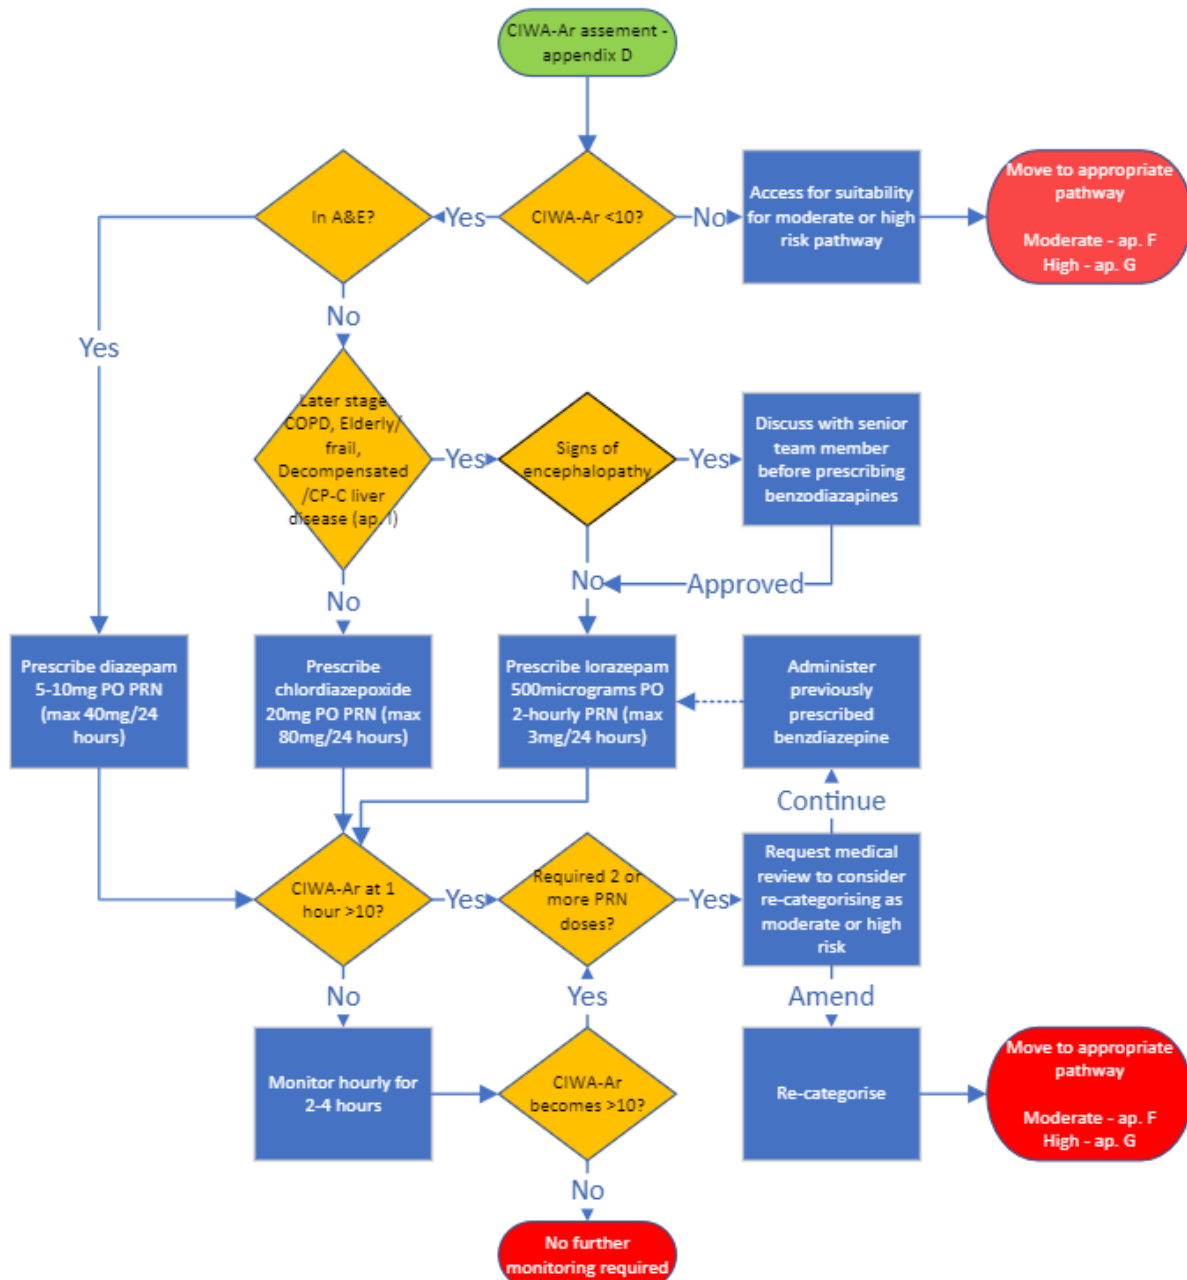 CIWA-Ar assement -
appendix D
In A&E?
Yes
CIWA-Ar <10?
No
Access for suitability
for moderate or high
risk pathway
Move to appropriate
pathway
Moderate - ap. F
High - ap. G
No
Yes
Later stage
COPD, Elderly/
frail,
Decompensated
/CP-C liver
disease (ap. I)
Yes
Signs of
encephalopathy
Yes
Discuss with senior
team member
before prescribing
benzodiazapines
No
Approved
No
Prescribe diazepam
5-10mg PO PRN
(max 40mg/24
hours)
Prescribe
chlordiazepoxide
20mg PO PRN (max
80mg/24 hours)
Prescribe lorazepam
500micrograms PO
2-hourly PRN (max
3mg/24 hours)
Administer
previously
prescribed
benzdiazepine
Continue
CIWA-Ar at 1
hour >10?
Yes
Required 2 or
more PRN
doses?
Yes
Request medical
review to consider
re-categorising as
moderate or high
risk
No
Yes
Amend
Monitor hourly for
2-4 hours
CIWA-Ar
becomes >10?
Re-categorise
Move to appropriate
pathway
Moderate - ap. F
High - ap. G
No
No further
monitoring required